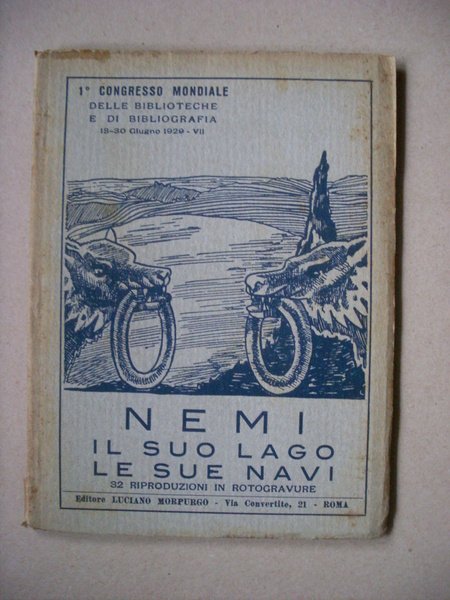 1° CONGRESSO MONDIALE
DELLE BIBLIOTECHE
E DI BIBLIOGRAFIA
13-30 Giugno 1929 - VII
NEMI
IL SUO LAGO
LE SUE NAVI
32 RIPRODUZIONI IN ROTOGRAVURE
Editore LUCIANO MORPURGO - Via Convertite, 21 - ROMA